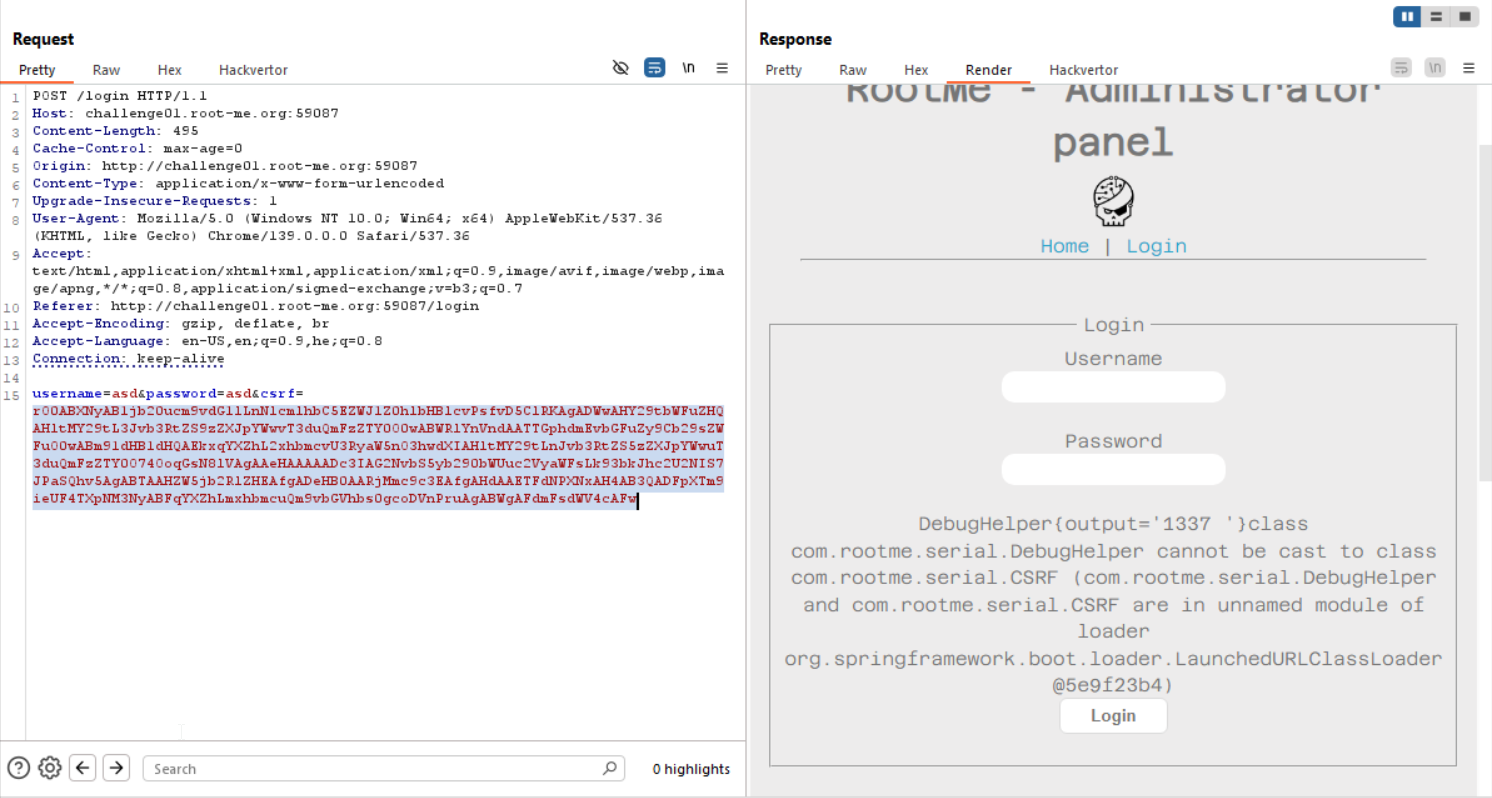 Request
Pretty Raw Hex Hackvertor \n
1 POST /login HTTP/1.1
2 Host: challenge01.root-me.org:59087
3 Content-Length: 495
4 Cache-Control: max-age=0
5 Origin: http://challenge01.root-me.org:59087
6 Content-Type: application/x-www-form-urlencoded
7 Upgrade-Insecure-Requests: 1
8 User-Agent: Mozilla/5.0 (Windows NT 10.0; Win64; x64) AppleWebKit/537.36
(KHTML, like Gecko) Chrome/139.0.0.0 Safari/537.36
9 Accept:
text/html,application/xhtml+xml,application/xml;q=0.9,image/avif,image/webp,ima
ge/apng,*/*;q=0.8,application/signed-exchange;v=b3;q=0.7
10 Referer: http://challenge01.root-me.org:59087/login
11 Accept-Encoding: gzip, deflate, br
12 Accept-Language: en-US,en;q=0.9,he;q=0.8
13 Connection: keep-alive
14
15 username=asd&password=asd&csrf=
Search
0 highlights
Response
Pretty Raw Hex Render Hackvertor \n
RootMe - Administrator
panel
Home | Login
Login
Username
Password
DebugHelper{output='1337 '}class
com.rootme.serial.DebugHelper cannot be cast to class
com.rootme.serial.CSRF (com.rootme.serial.DebugHelper
and com.rootme.serial.CSRF are in unnamed module of
loader
org.springframework.boot.loader.LaunchedURLClassLoader
@5e9f23b4)
Login